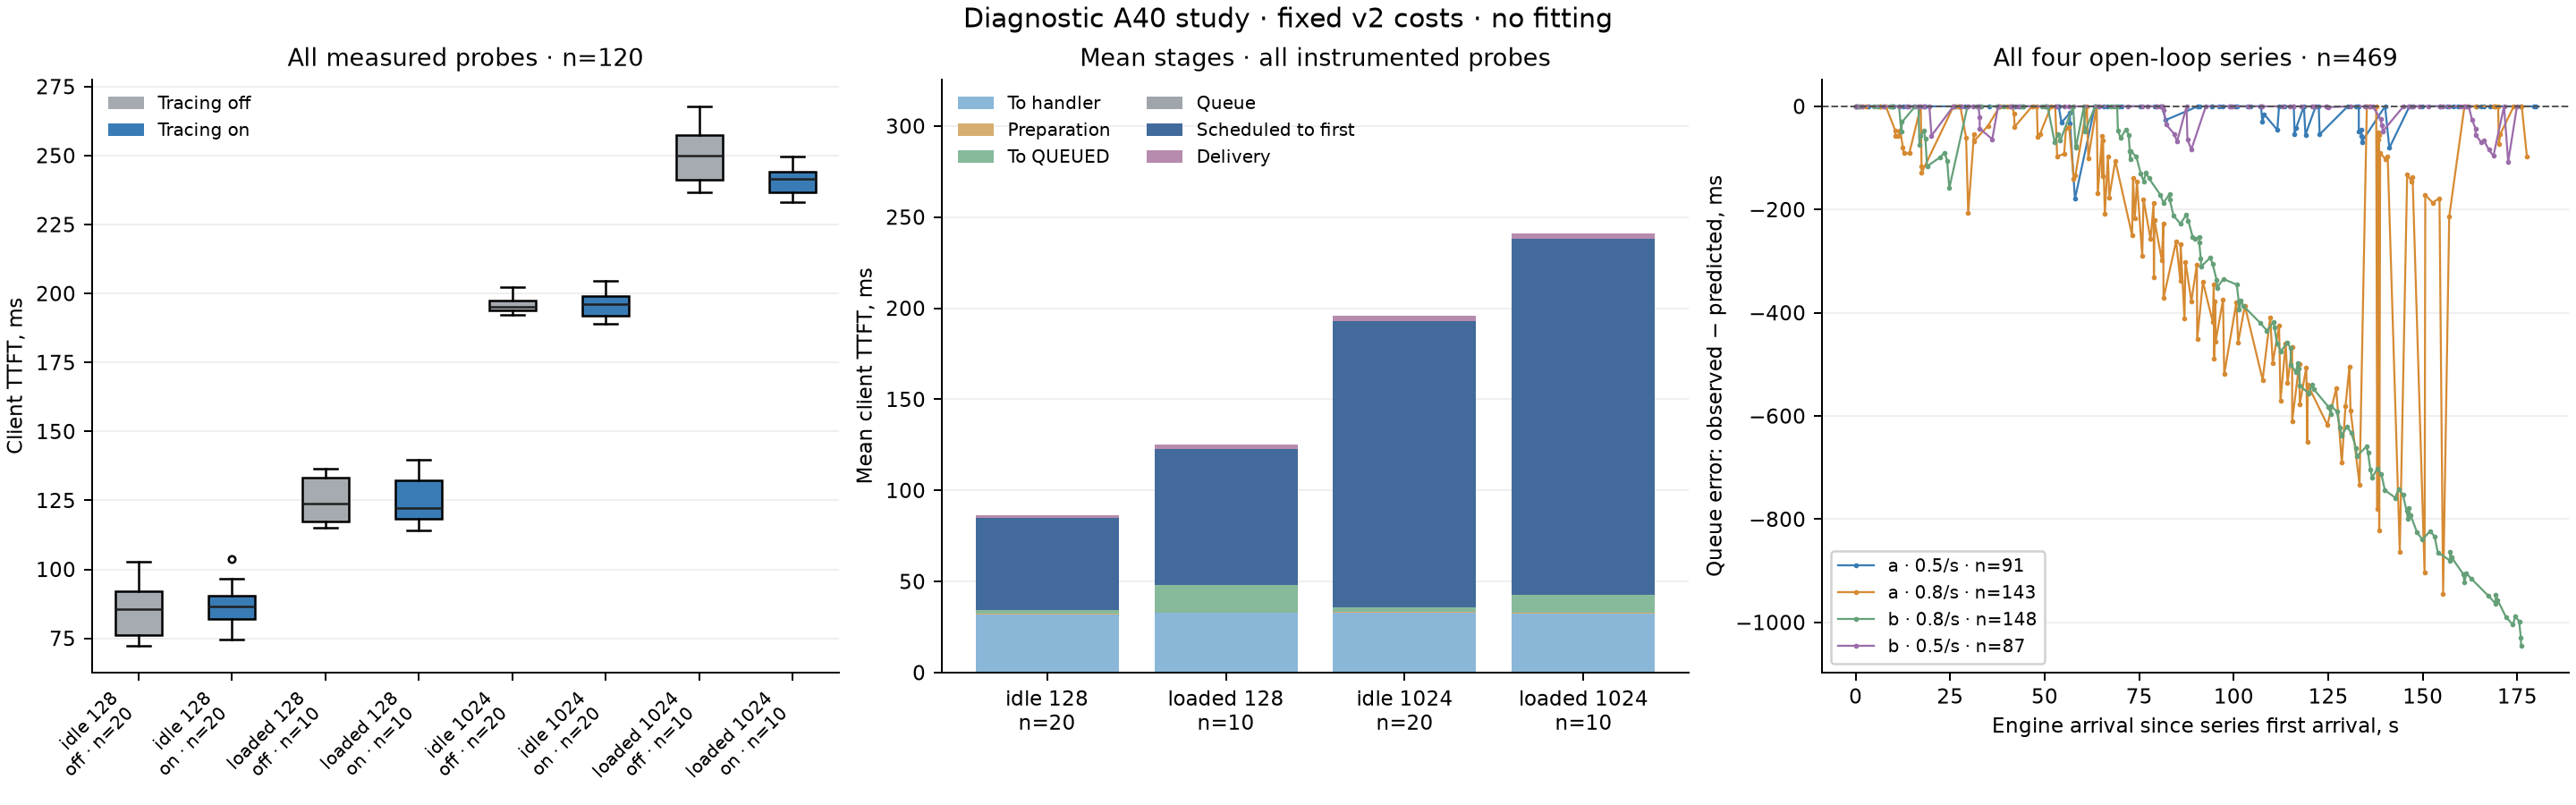 Diagnostic A40 study · fixed v2 costs · no fitting
All measured probes · n=120
Client TTFT, ms
275
250
225
200
175
150
125
100
75
Tracing off
Tracing on
idle 128
off · n=20
idle 128
on · n=20
loaded 128
off · n=10
loaded 128
on · n=10
idle 1024
off · n=20
idle 1024
on · n=20
loaded 1024
off · n=10
loaded 1024
on · n=10
Mean stages · all instrumented probes
Mean client TTFT, ms
300
250
200
150
100
50
0
To handler
Preparation
To QUEUED
Queue
Scheduled to first
Delivery
idle 128
n=20
loaded 128
n=10
idle 1024
n=20
loaded 1024
n=10
All four open-loop series · n=469
Queue error: observed − predicted, ms
0
−200
−400
−600
−800
−1000
a · 0.5/s · n=91
a · 0.8/s · n=143
b · 0.8/s · n=148
b · 0.5/s · n=87
0
25
50
75
100
125
150
175
Engine arrival since series first arrival, s